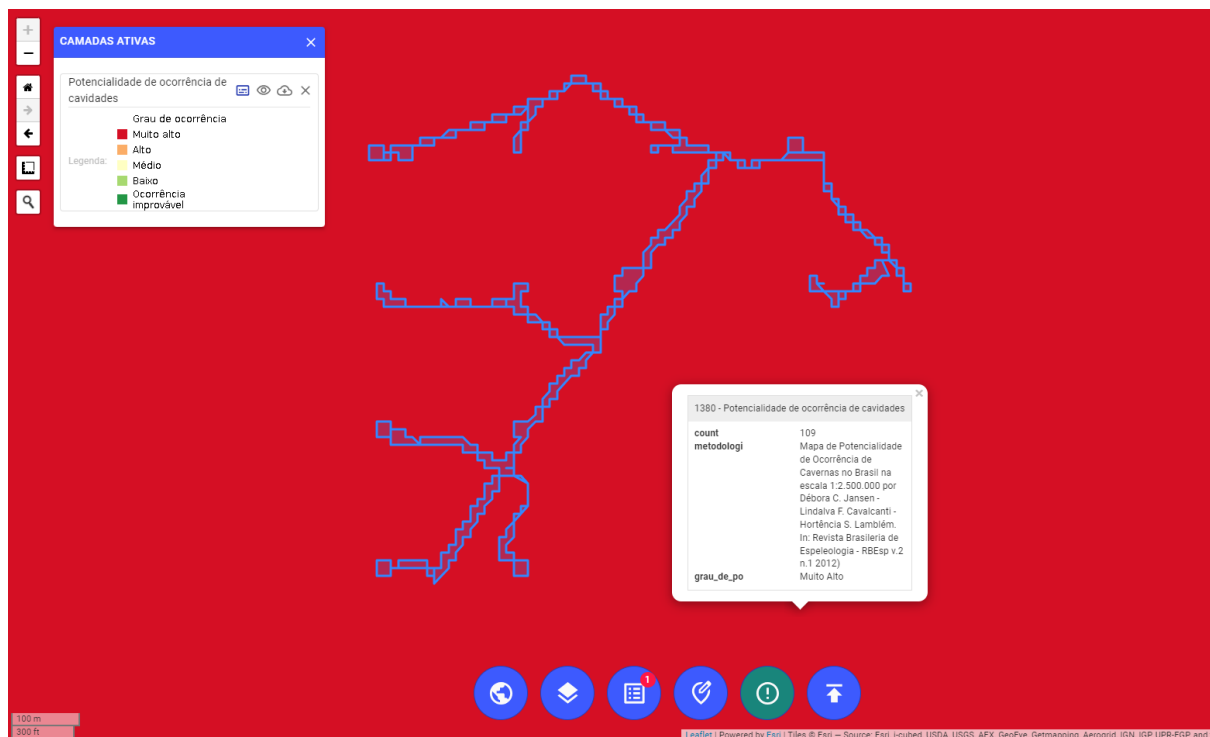 CAMADAS ATIVAS
Potencialidade de ocorrência de
cavidades
Legenda:
Grau de ocorrência
Muito alto
Alto
Médio
Baixo
Ocorrência
improvável
1380 - Potencialidade de ocorrência de cavidades
count 109
metodologi Mapa de Potencialidade
de Ocorrência de
Cavernas no Brasil na
escala 1:2.500.000 por
Débora C. Jansen -
Lindalva F. Cavalcanti -
Hortência S. Lamblém.
In: Revista Brasileria de
Espeleologia - RBEsp v.2
n.1 2012)
grau_de_po Muito Alto
1
100 m
300 ft
Leaflet | Powered by Esri | Tiles © Esri — Source: Esri, i-cubed, USDA, USGS, AEX, GeoEye, Getmapping, Aerogrid, IGN, IGP, UPR-EGP, and